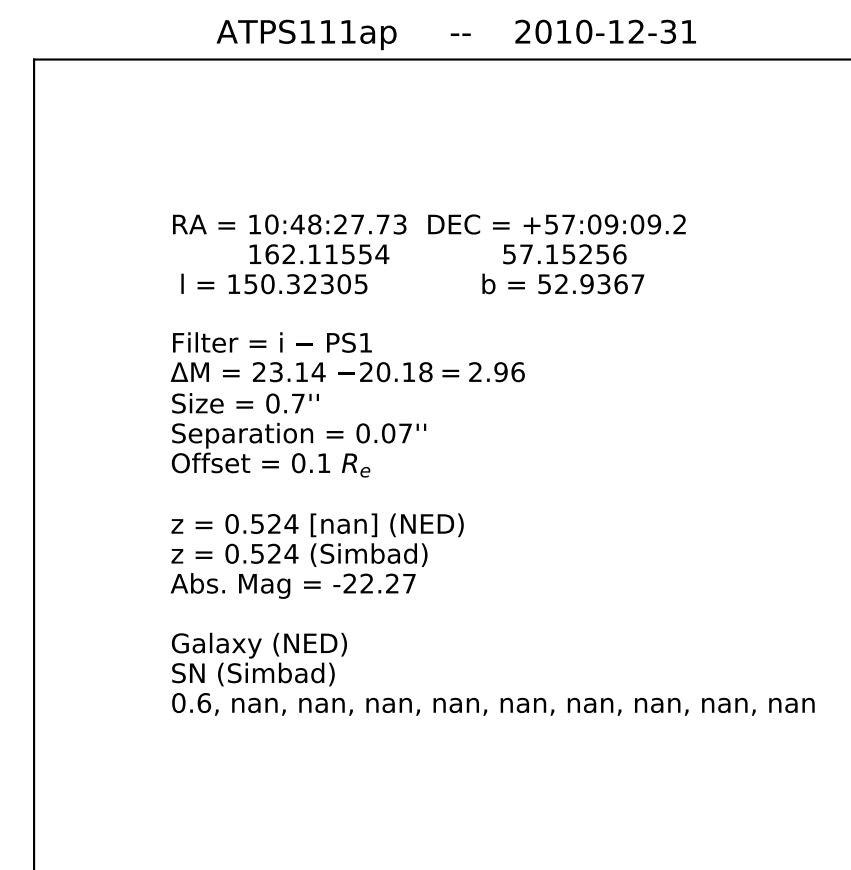 ATPS111ap -- 2010-12-31
RA = 10:48:27.73 DEC = +57:09:09.2
162.11554 57.15256
l = 150.32305 b = 52.9367
Filter = i − PS1
ΔM = 23.14 −20.18 = 2.96
Size = 0.7''
Separation = 0.07''
Offset = 0.1 Re
z = 0.524 [nan] (NED)
z = 0.524 (Simbad)
Abs. Mag = -22.27
Galaxy (NED)
SN (Simbad)
0.6, nan, nan, nan, nan, nan, nan, nan, nan, nan